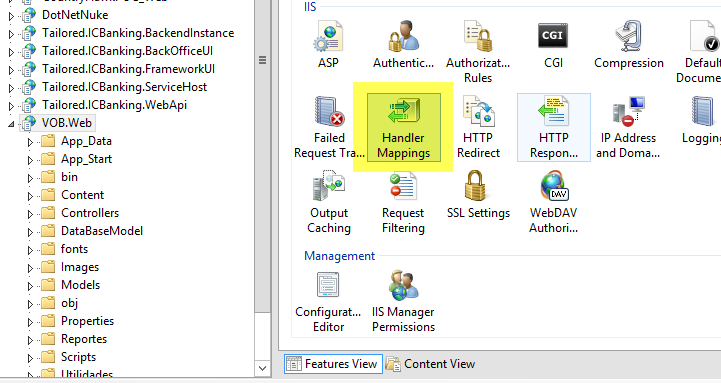 DotNetNuke
Tailored.ICBanking.BackendInstance
Tailored.ICBanking.BackOfficeUI
Tailored.ICBanking.FrameworkUI
Tailored.ICBanking.ServiceHost
Tailored.ICBanking.WebApi
VOB.Web
App_Data
App_Start
bin
Content
Controllers
DataBaseModel
fonts
Images
Models
obj
Properties
Reportes
Scripts
Utilidades
IIS
ASP
Authentic...
Authorizat...
Rules
CGI
Compression
Default
Docume...
Failed
Request Tra...
Handler
Mappings
HTTP
Redirect
HTTP
Respon...
IP Address
and Doma...
Logging
Output
Caching
Request
Filtering
SSL Settings
DAV
WebDAV
Authori...
Management
Configurat...
Editor
IIS Manager
Permissions
Features View
Content View